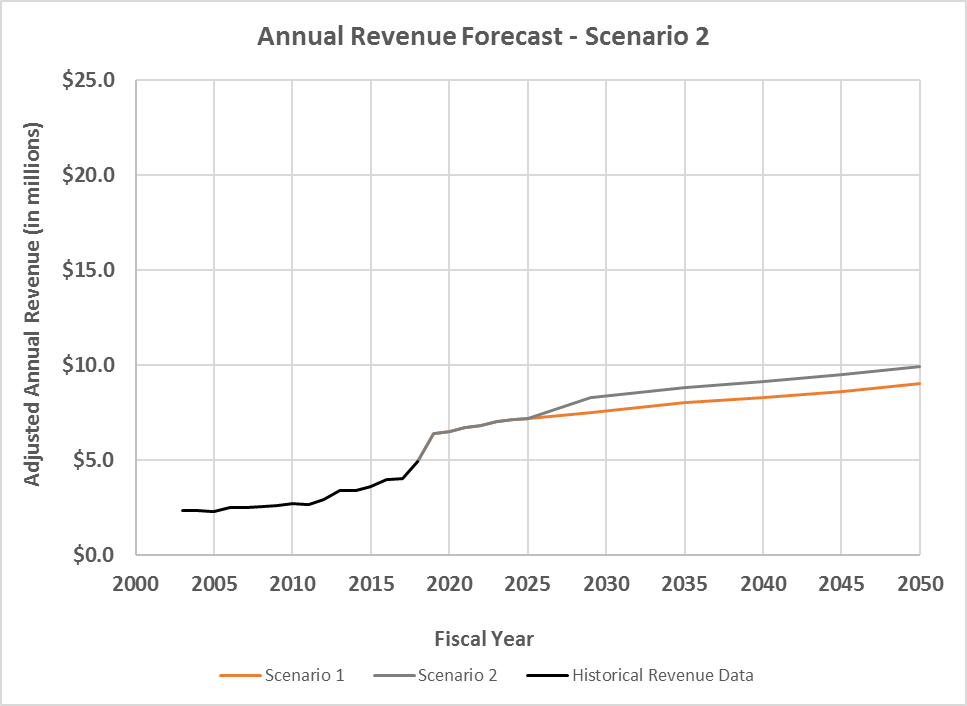 Annual Revenue Forecast - Scenario 2
Adjusted Annual Revenue (in millions)
$25.0
$20.0
$15.0
$10.0
$5.0
$0.0
2000 2005 2010 2015 2020 2025 2030 2035 2040 2045 2050
Fiscal Year
Scenario 1 Scenario 2 Historical Revenue Data